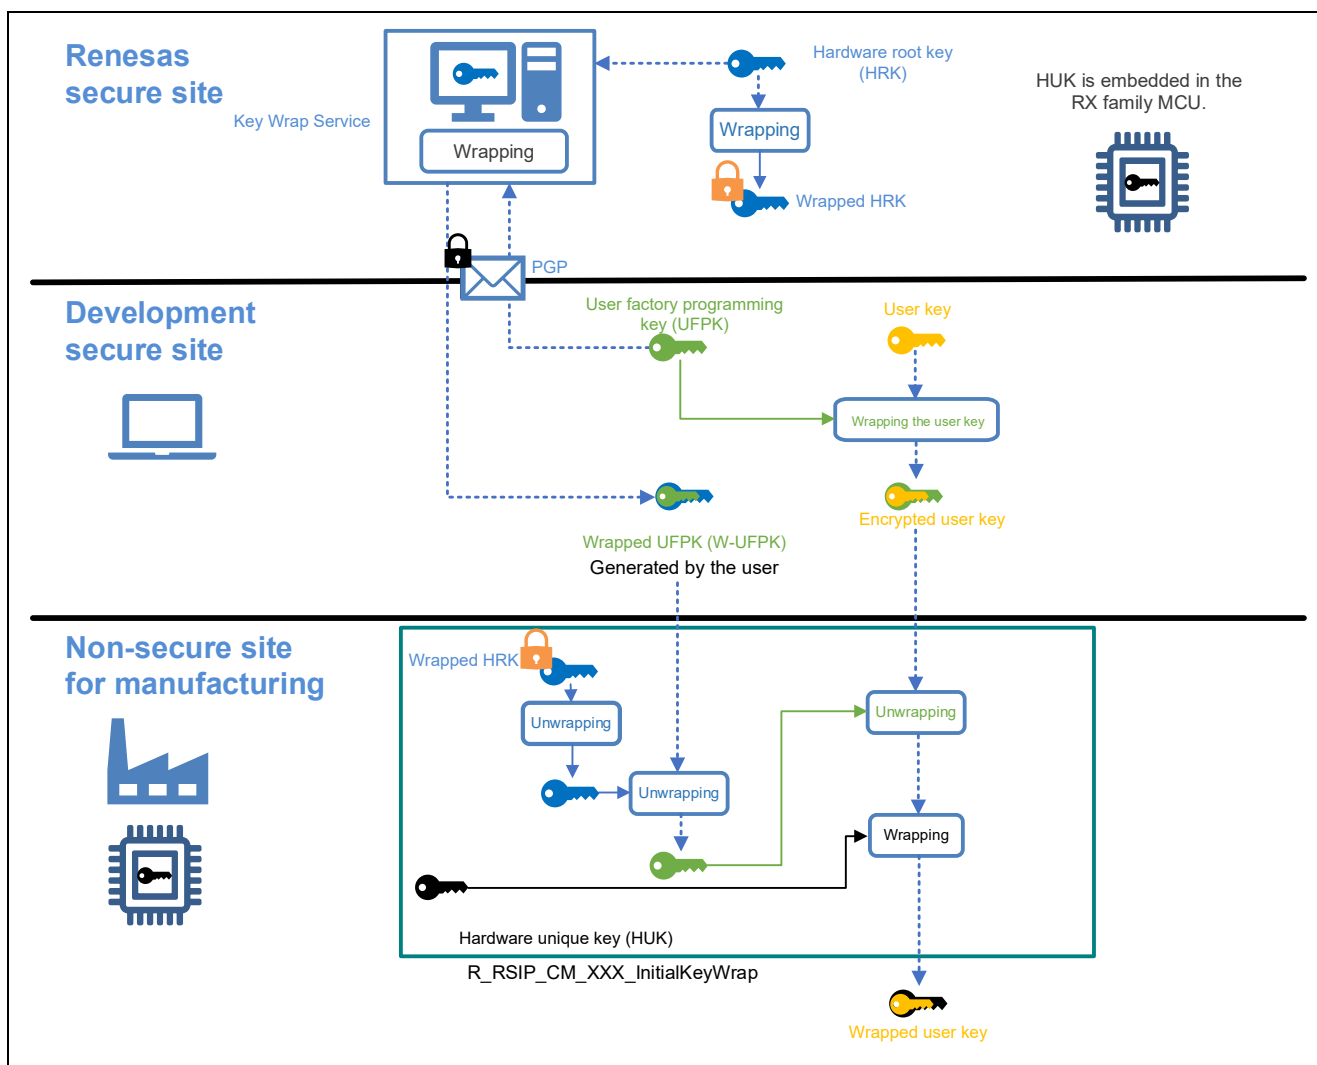 Renesas
secure site
Key Wrap Service
Wrapping
Hardware root key
(HRK)
Wrapping
Wrapped HRK
HUK is embedded in the
RX family MCU.
PGP
Development
secure site
User factory programming
key (UFPK)
User key
Wrapping the user key
Encrypted user key
Wrapped UFPK (W-UFPK)
Generated by the user
Non-secure site
for manufacturing
Wrapped HRK
Unwrapping
Unwrapping
Unwrapping
Wrapping
Hardware unique key (HUK)
R_RSIP_CM_XXX_InitialKeyWrap
Wrapped user key